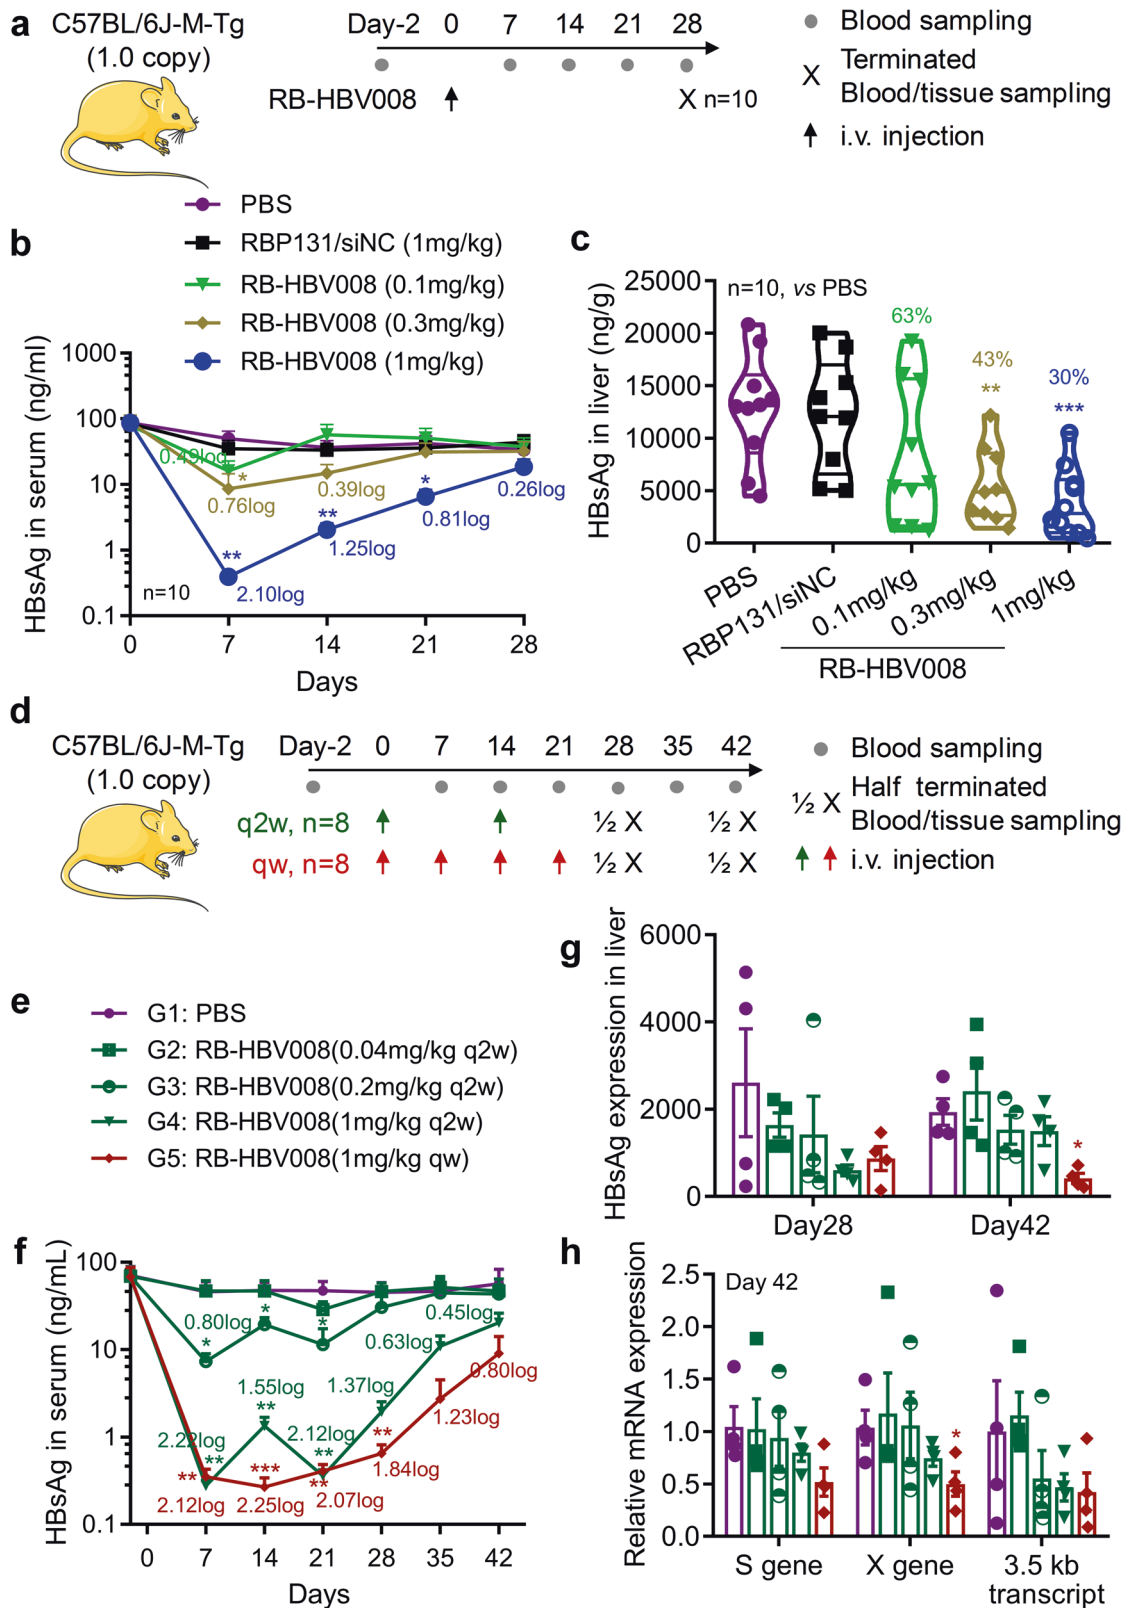 a
C57BL/6J-M-Tg
(1.0 copy)
Day-2 0 7 14 21 28
RB-HBV008
X n=10
Blood sampling
X Terminated
Blood/tissue sampling
i.v. injection
b
PBS
RBP131/siNC (1mg/kg)
RB-HBV008 (0.1mg/kg)
RB-HBV008 (0.3mg/kg)
RB-HBV008 (1mg/kg)
HBsAg in serum (ng/ml)
1000
100
10
1
0.1
0.49log
*
0.76log
**
2.10log
0.39log
**
1.25log
*
0.81log
0.26log
n=10
0 7 14 21 28
Days
c
HBsAg in liver (ng/g)
25000
20000
15000
10000
5000
0
n=10, vs PBS
63%
43%
**
30%
***
PBS
RBP131/siNC
0.1mg/kg
0.3mg/kg
1mg/kg
RB-HBV008
d
C57BL/6J-M-Tg
(1.0 copy)
Day-2 0 7 14 21 28 35 42
q2w, n=8
½ X ½ X
qw, n=8
½ X ½ X
Blood sampling
½ X Half terminated
Blood/tissue sampling
i.v. injection
e
G1: PBS
G2: RB-HBV008(0.04mg/kg q2w)
G3: RB-HBV008(0.2mg/kg q2w)
G4: RB-HBV008(1mg/kg q2w)
G5: RB-HBV008(1mg/kg qw)
f
HBsAg in serum (ng/mL)
100
10
1
0.1
0.80log
*
*
*
0.45log
0.63log
1.55log
**
1.37log
0.80log
2.22log
**
2.12log
**
**
1.23log
**
***
**
1.84log
2.12log
2.25log
2.07log
0 7 14 21 28 35 42
Days
g
HBsAg expression in liver
6000
4000
2000
0
*
Day28 Day42
h
Relative mRNA expression
2.5
2.0
1.5
1.0
0.5
0.0
Day 42
*
S gene X gene 3.5 kb
transcript